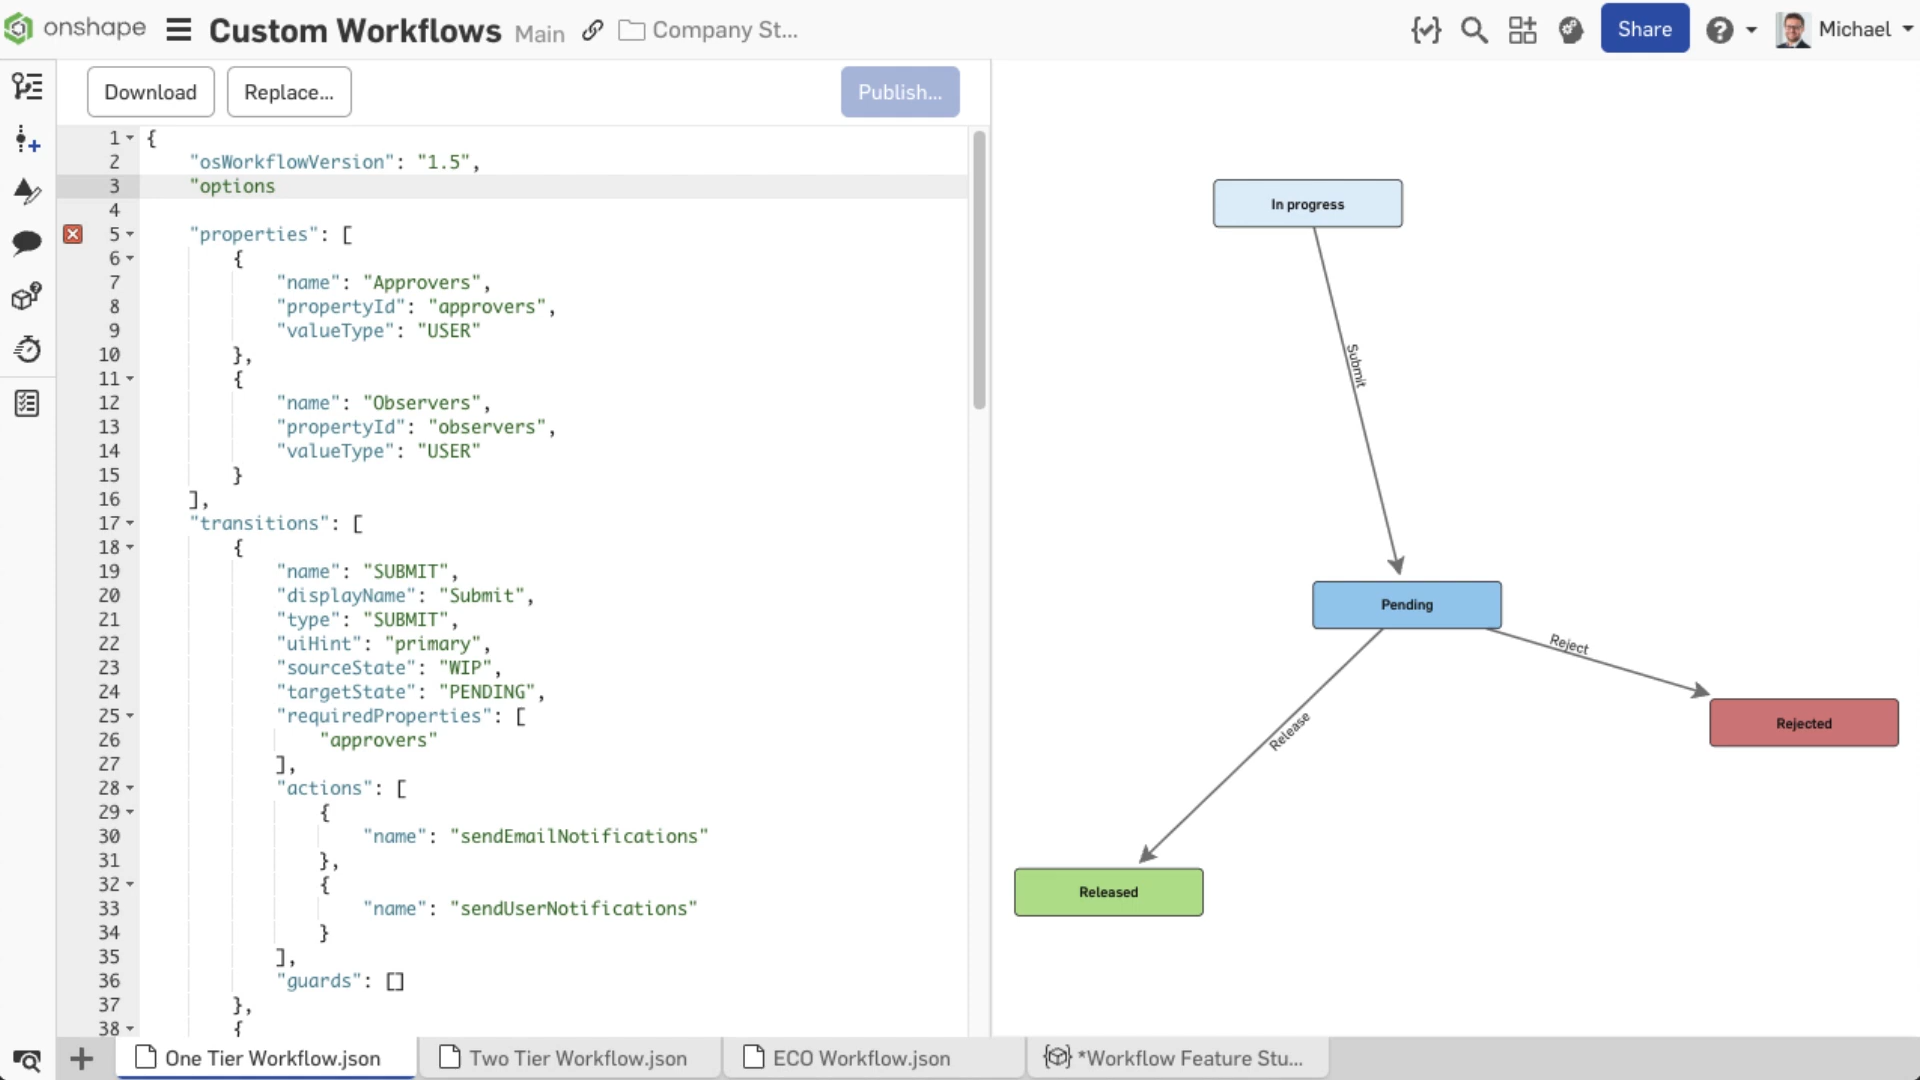 onshape Custom Workflows Main Company St... Share Michael
Download Replace... Publish...
1 {
2 "osWorkflowVersion": "1.5",
3 "options
4
5 "properties": [
6 {
7 "name": "Approvers",
8 "propertyId": "approvers",
9 "valueType": "USER"
10 },
11 {
12 "name": "Observers",
13 "propertyId": "observers",
14 "valueType": "USER"
15 }
16 ],
17 "transitions": [
18 {
19 "name": "SUBMIT",
20 "displayName": "Submit",
21 "type": "SUBMIT",
22 "uiHint": "primary",
23 "sourceState": "WIP",
24 "targetState": "PENDING",
25 "requiredProperties": [
26 "approvers"
27 ],
28 "actions": [
29 {
30 "name": "sendEmailNotifications"
31 },
32 {
33 "name": "sendUserNotifications"
34 }
35 ],
36 "guards": []
37 },
38 {
In progress
Submit
Pending
Reject
Rejected
Release
Released
One Tier Workflow.json Two Tier Workflow.json ECO Workflow.json *Workflow Feature Stu...